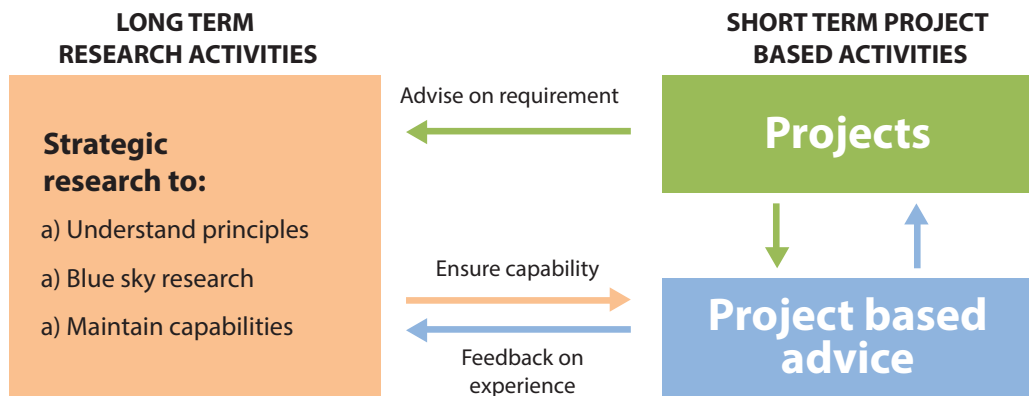 LONG TERM
RESEARCH ACTIVITIES
SHORT TERM PROJECT
BASED ACTIVITIES
Strategic
research to:
a) Understand principles
a) Blue sky research
a) Maintain capabilities
Advise on requirement
Ensure capability
Feedback on
experience
Projects
Project based
advice